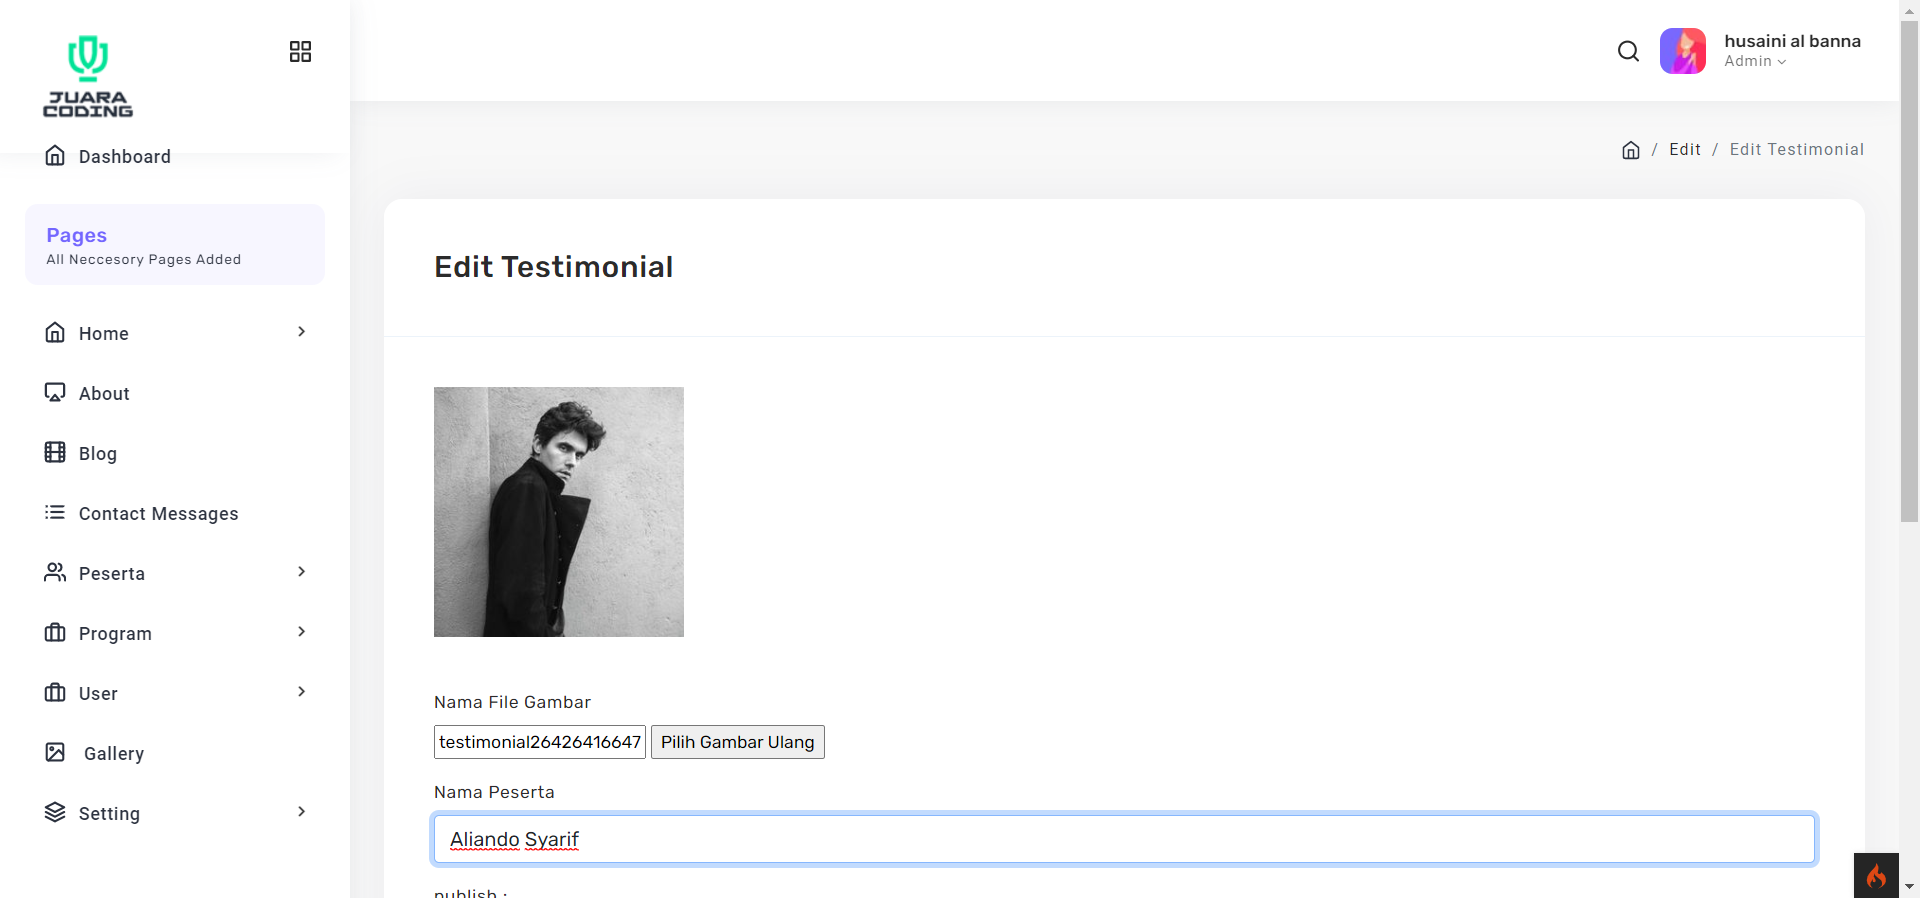 JUARA
CODING
husaini al banna
Admin
Dashboard
/ Edit / Edit Testimonial
Pages
All Neccesory Pages Added
Edit Testimonial
Home
About
Blog
Contact Messages
Peserta
Program
User
Gallery
Setting
Nama File Gambar
testimonial26426416647
Pilih Gambar Ulang
Nama Peserta
Aliando Syarif
publish :